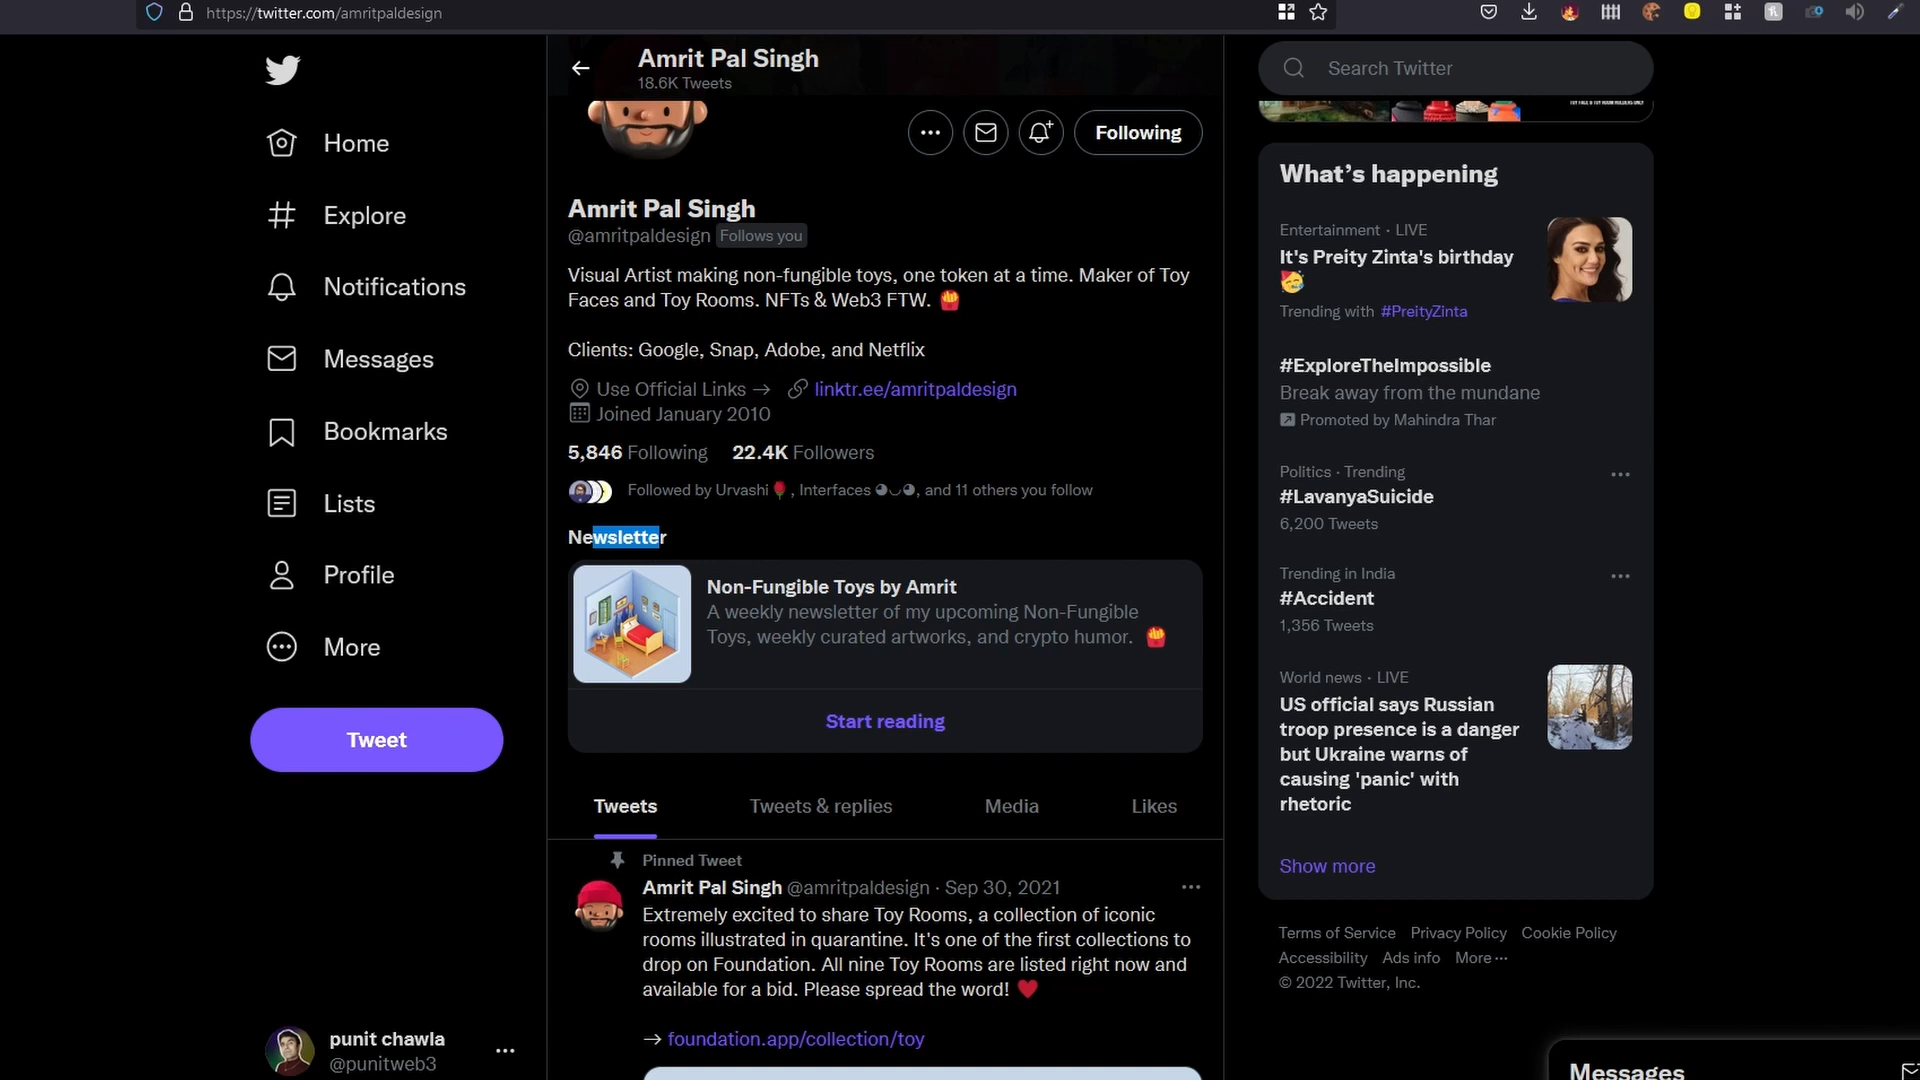 https://twitter.com/amritpaldesign
Home
Explore
Notifications
Messages
Bookmarks
Lists
Profile
More
Tweet
punit chawla
@punitweb3
Amrit Pal Singh
18.6K Tweets
Following
Amrit Pal Singh
@amritpaldesign Follows you
Visual Artist making non-fungible toys, one token at a time. Maker of Toy
Faces and Toy Rooms. NFTs & Web3 FTW. 🍟
Clients: Google, Snap, Adobe, and Netflix
Use Official Links → linktr.ee/amritpaldesign
Joined January 2010
5,846 Following 22.4K Followers
Followed by Urvashi🌹, Interfaces ◕◡◕, and 11 others you follow
Newsletter
Non-Fungible Toys by Amrit
A weekly newsletter of my upcoming Non-Fungible
Toys, weekly curated artworks, and crypto humor. 🍟
Start reading
Tweets Tweets & replies Media Likes
Pinned Tweet
Amrit Pal Singh @amritpaldesign · Sep 30, 2021
Extremely excited to share Toy Rooms, a collection of iconic
rooms illustrated in quarantine. It's one of the first collections to
drop on Foundation. All nine Toy Rooms are listed right now and
available for a bid. Please spread the word! ♥
→ foundation.app/collection/toy
Search Twitter
What's happening
Entertainment · LIVE
It's Preity Zinta's birthday
🥳
Trending with #PreityZinta
#ExploreTheImpossible
Break away from the mundane
Promoted by Mahindra Thar
Politics · Trending
#LavanyaSuicide
6,200 Tweets
Trending in India
#Accident
1,356 Tweets
World news · LIVE
US official says Russian
troop presence is a danger
but Ukraine warns of
causing 'panic' with
rhetoric
Show more
Terms of Service Privacy Policy Cookie Policy
Accessibility Ads info More ···
© 2022 Twitter, Inc.
Messages